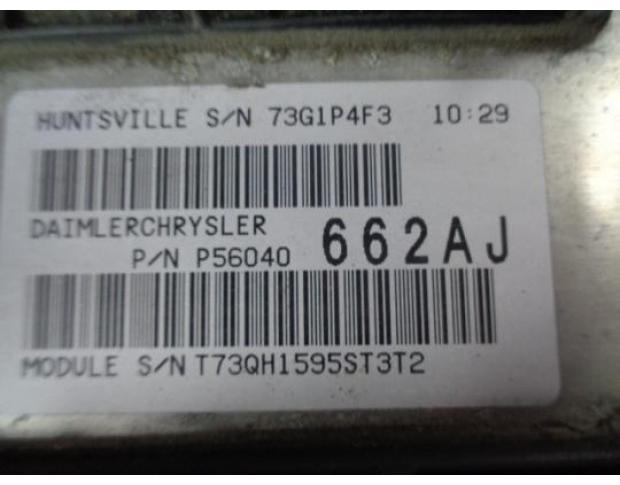 HUNTSVILLE S/N 73G1P4F3 10:29
DAIMLERCHRYSLER
P/N P56040 662AJ
MODULE S/N T73QH1595ST3T2